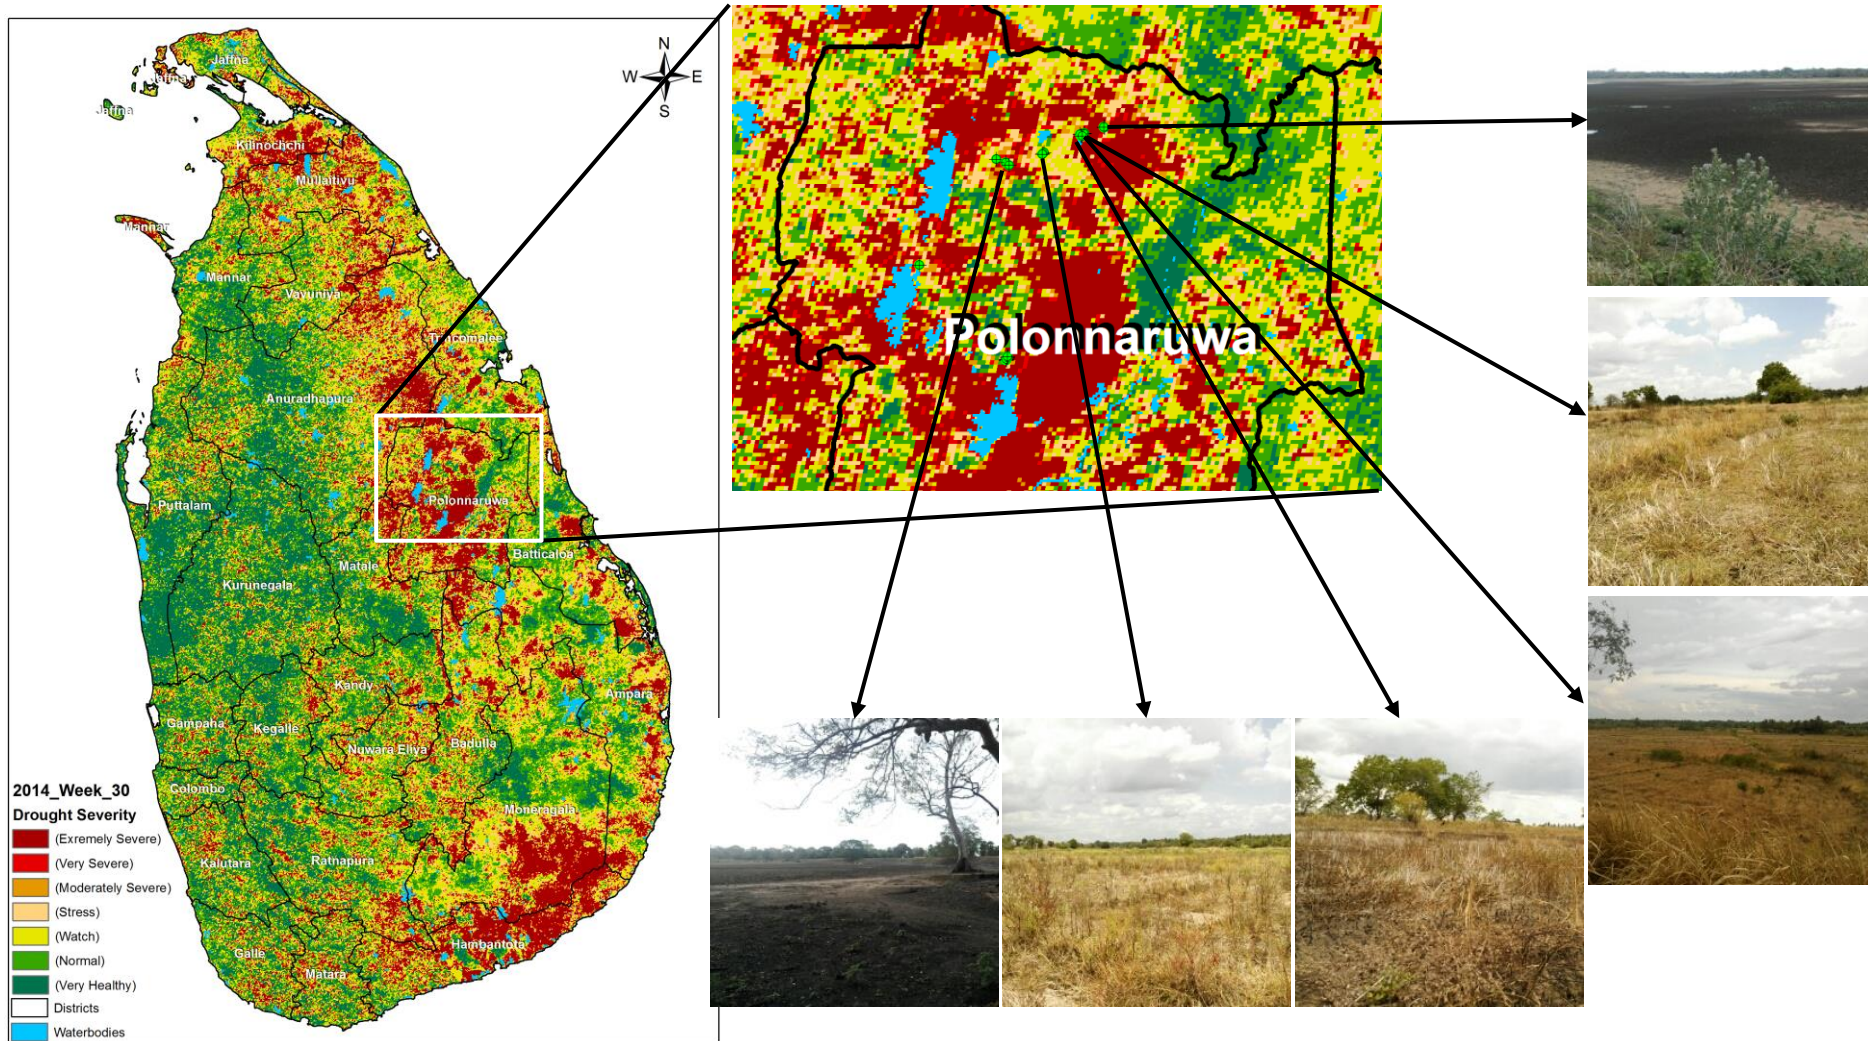 N
W E
S
Jaffna
Jaffna
Jaffna
Kilinochchi
Mullaitivu
Mannar
Mannar
Vavuniya
Trincomalee
Anuradhapura
Polonnaruwa
Puttalam
Batticaloa
Matale
Kurunegala
Kandy
Ampara
Gampaha
Kegalle
Nuwara Eliya
Badulla
Colombo
Moneragala
Kalutara
Ratnapura
Hambantota
Galle
Matara
2014_Week_30
Drought Severity
(Exremely Severe)
(Very Severe)
(Moderately Severe)
(Stress)
(Watch)
(Normal)
(Very Healthy)
Districts
Waterbodies
Polonnaruwa